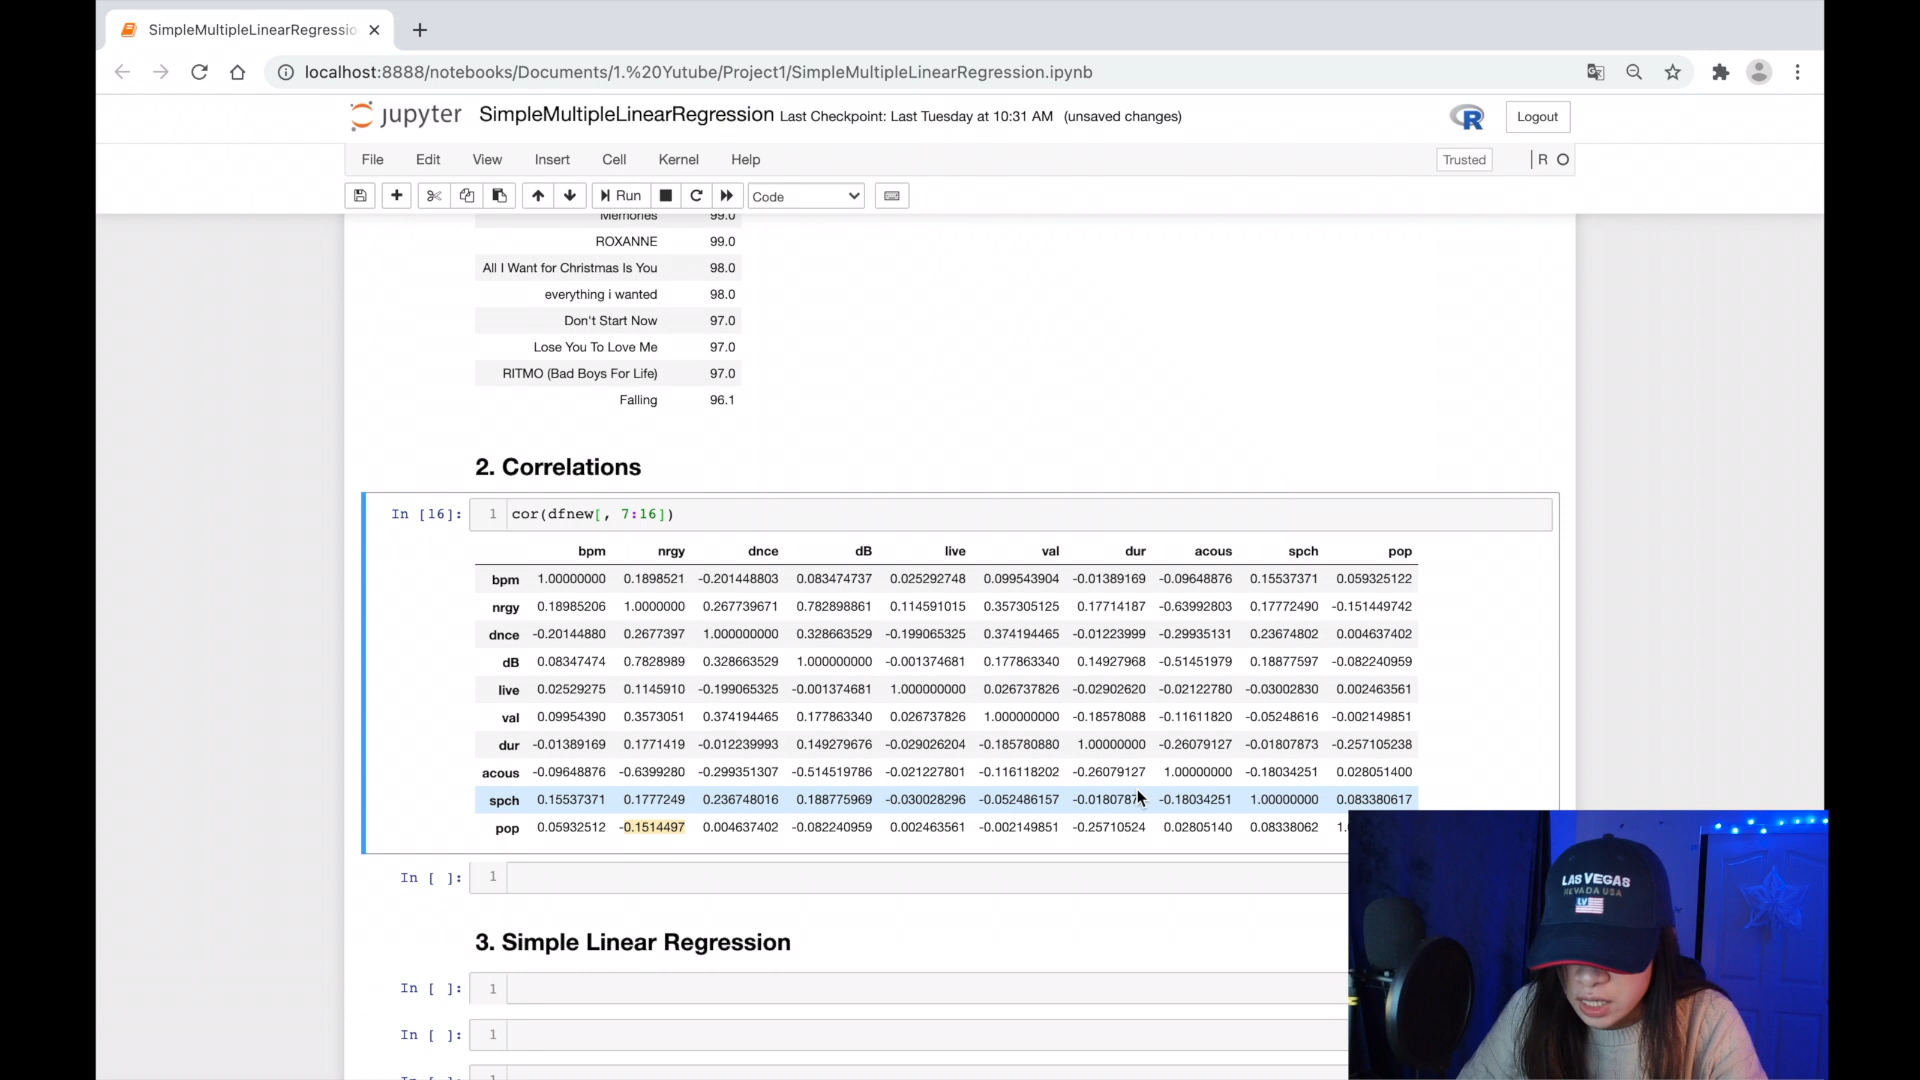 SimpleMultipleLinearRegressio
localhost:8888/notebooks/Documents/1.%20Yutube/Project1/SimpleMultipleLinearRegression.ipynb
jupyter SimpleMultipleLinearRegression Last Checkpoint: Last Tuesday at 10:31 AM (unsaved changes) R Logout
File Edit View Insert Cell Kernel Help Trusted R
Run Code
Memories 99.0
ROXANNE 99.0
All I Want for Christmas Is You 98.0
everything i wanted 98.0
Don't Start Now 97.0
Lose You To Love Me 97.0
RITMO (Bad Boys For Life) 97.0
Falling 96.1
2. Correlations
In [16]: 1 cor(dfnew[, 7:16])
bpm nrgy dnce dB live val dur acous spch pop
bpm 1.00000000 0.1898521 -0.201448803 0.083474737 0.025292748 0.099543904 -0.01389169 -0.09648876 0.15537371 0.059325122
nrgy 0.18985206 1.0000000 0.267739671 0.782898861 0.114591015 0.357305125 0.17714187 -0.63992803 0.17772490 -0.151449742
dnce -0.20144880 0.2677397 1.000000000 0.328663529 -0.199065325 0.374194465 -0.01223999 -0.29935131 0.23674802 0.004637402
dB 0.08347474 0.7828989 0.328663529 1.000000000 -0.001374681 0.177863340 0.14927968 -0.51451979 0.18877597 -0.082240959
live 0.02529275 0.1145910 -0.199065325 -0.001374681 1.000000000 0.026737826 -0.02902620 -0.02122780 -0.03002830 0.002463561
val 0.09954390 0.3573051 0.374194465 0.177863340 0.026737826 1.000000000 -0.18578088 -0.11611820 -0.05248616 -0.002149851
dur -0.01389169 0.1771419 -0.012239993 0.149279676 -0.029026204 -0.185780880 1.00000000 -0.26079127 -0.01807873 -0.257105238
acous -0.09648876 -0.6399280 -0.299351307 -0.514519786 -0.021227801 -0.116118202 -0.26079127 1.00000000 -0.18034251 0.028051400
spch 0.15537371 0.1777249 0.236748016 0.188775969 -0.030028296 -0.052486157 -0.0180787 -0.18034251 1.00000000 0.083380617
pop 0.05932512 -0.1514497 0.004637402 -0.082240959 0.002463561 -0.002149851 -0.25710524 0.02805140 0.08338062 1.
In [ ]: 1
3. Simple Linear Regression
In [ ]: 1
In [ ]: 1
LAS VEGAS
NEVADA USA
LV